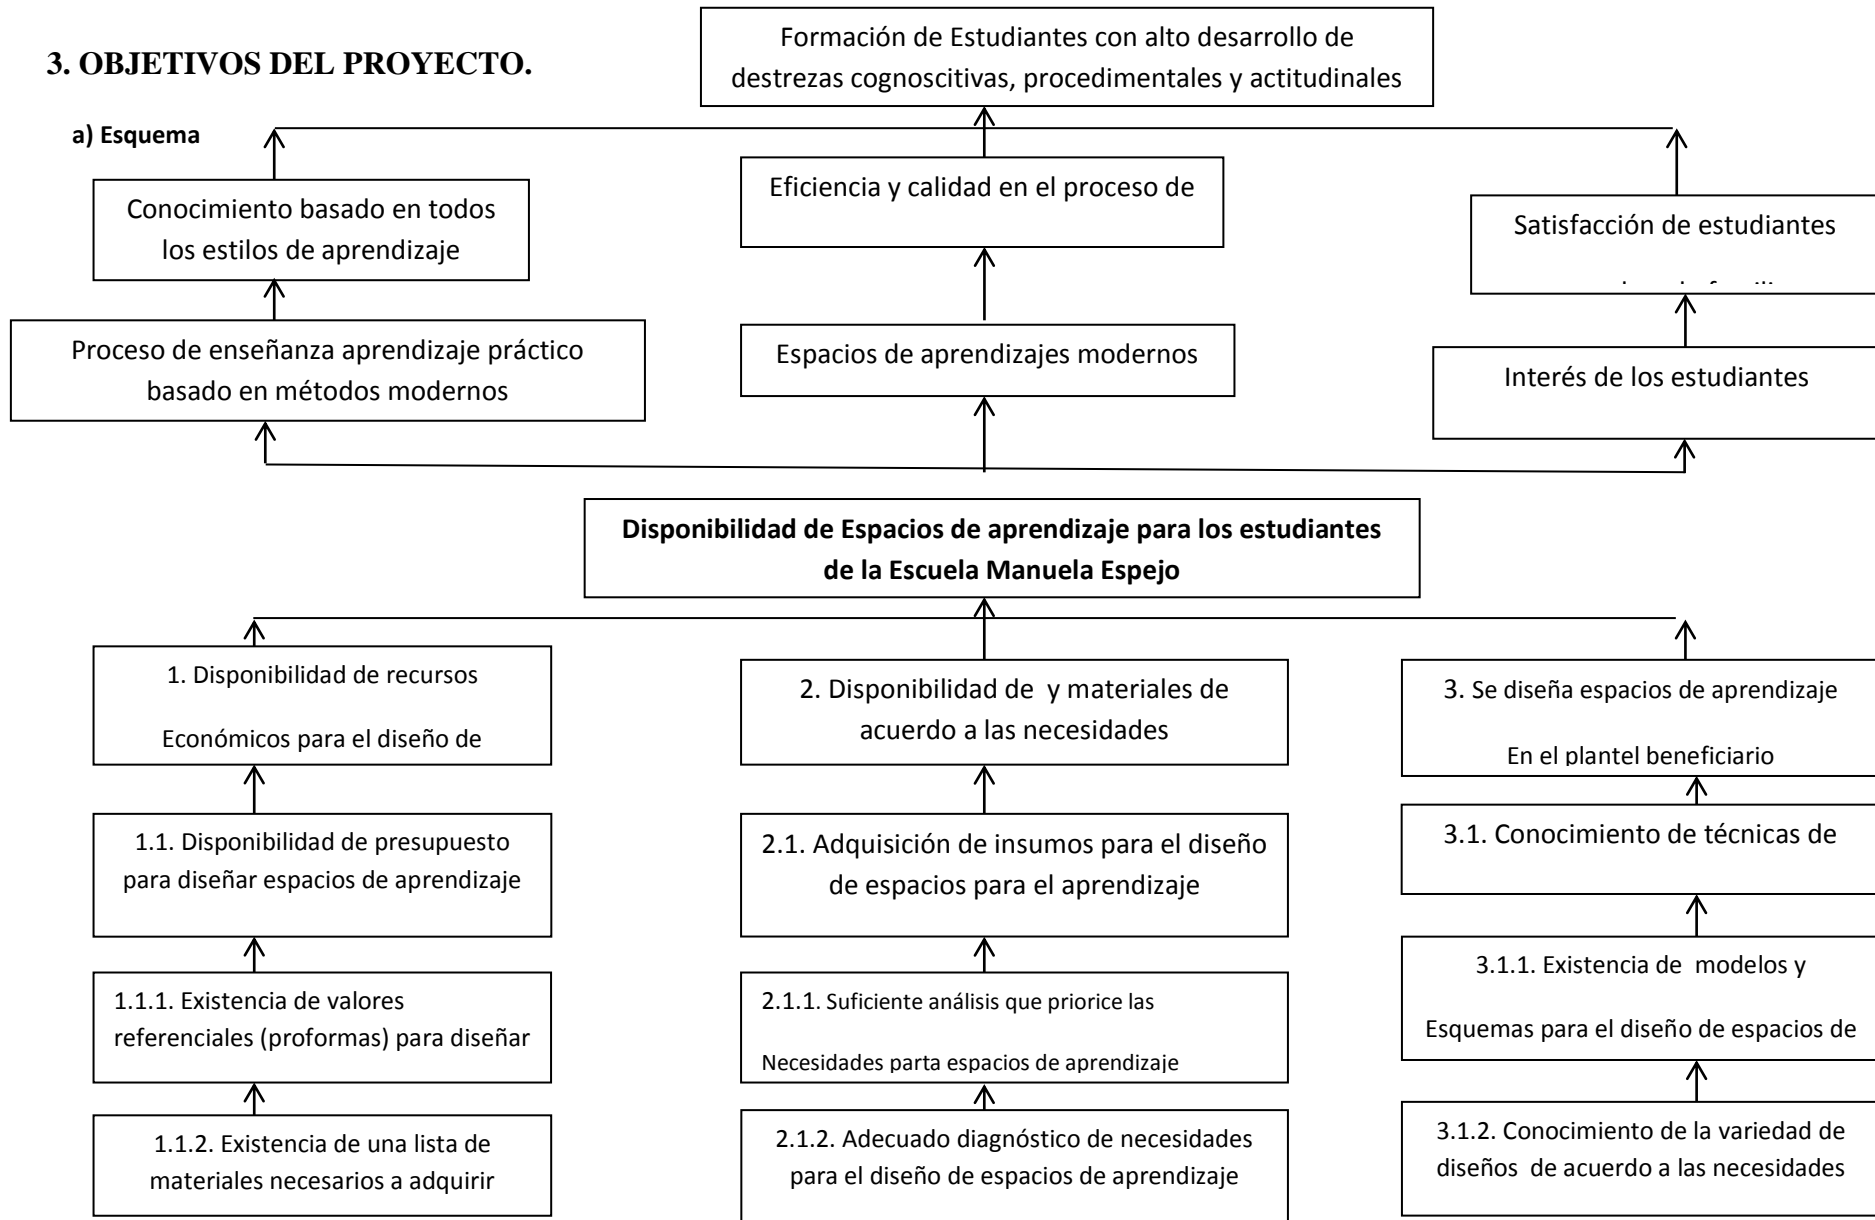 3. OBJETIVOS DEL PROYECTO.
a) Esquema
Formación de Estudiantes con alto desarrollo de
destrezas cognoscitivas, procedimentales y actitudinales
Conocimiento basado en todos
los estilos de aprendizaje
Eficiencia y calidad en el proceso de
Satisfacción de estudiantes
Proceso de enseñanza aprendizaje práctico
basado en métodos modernos
Espacios de aprendizajes modernos
Interés de los estudiantes
Disponibilidad de Espacios de aprendizaje para los estudiantes
de la Escuela Manuela Espejo
1. Disponibilidad de recursos
Económicos para el diseño de
2. Disponibilidad de  y materiales de
acuerdo a las necesidades
3. Se diseña espacios de aprendizaje
En el plantel beneficiario
1.1. Disponibilidad de presupuesto
para diseñar espacios de aprendizaje
2.1. Adquisición de insumos para el diseño
de espacios para el aprendizaje
3.1. Conocimiento de técnicas de
1.1.1. Existencia de valores
referenciales (proformas) para diseñar
2.1.1. Suficiente análisis que priorice las
Necesidades parta espacios de aprendizaje
3.1.1. Existencia de  modelos y
Esquemas para el diseño de espacios de
1.1.2. Existencia de una lista de
materiales necesarios a adquirir
2.1.2. Adecuado diagnóstico de necesidades
para el diseño de espacios de aprendizaje
3.1.2. Conocimiento de la variedad de
diseños  de acuerdo a las necesidades